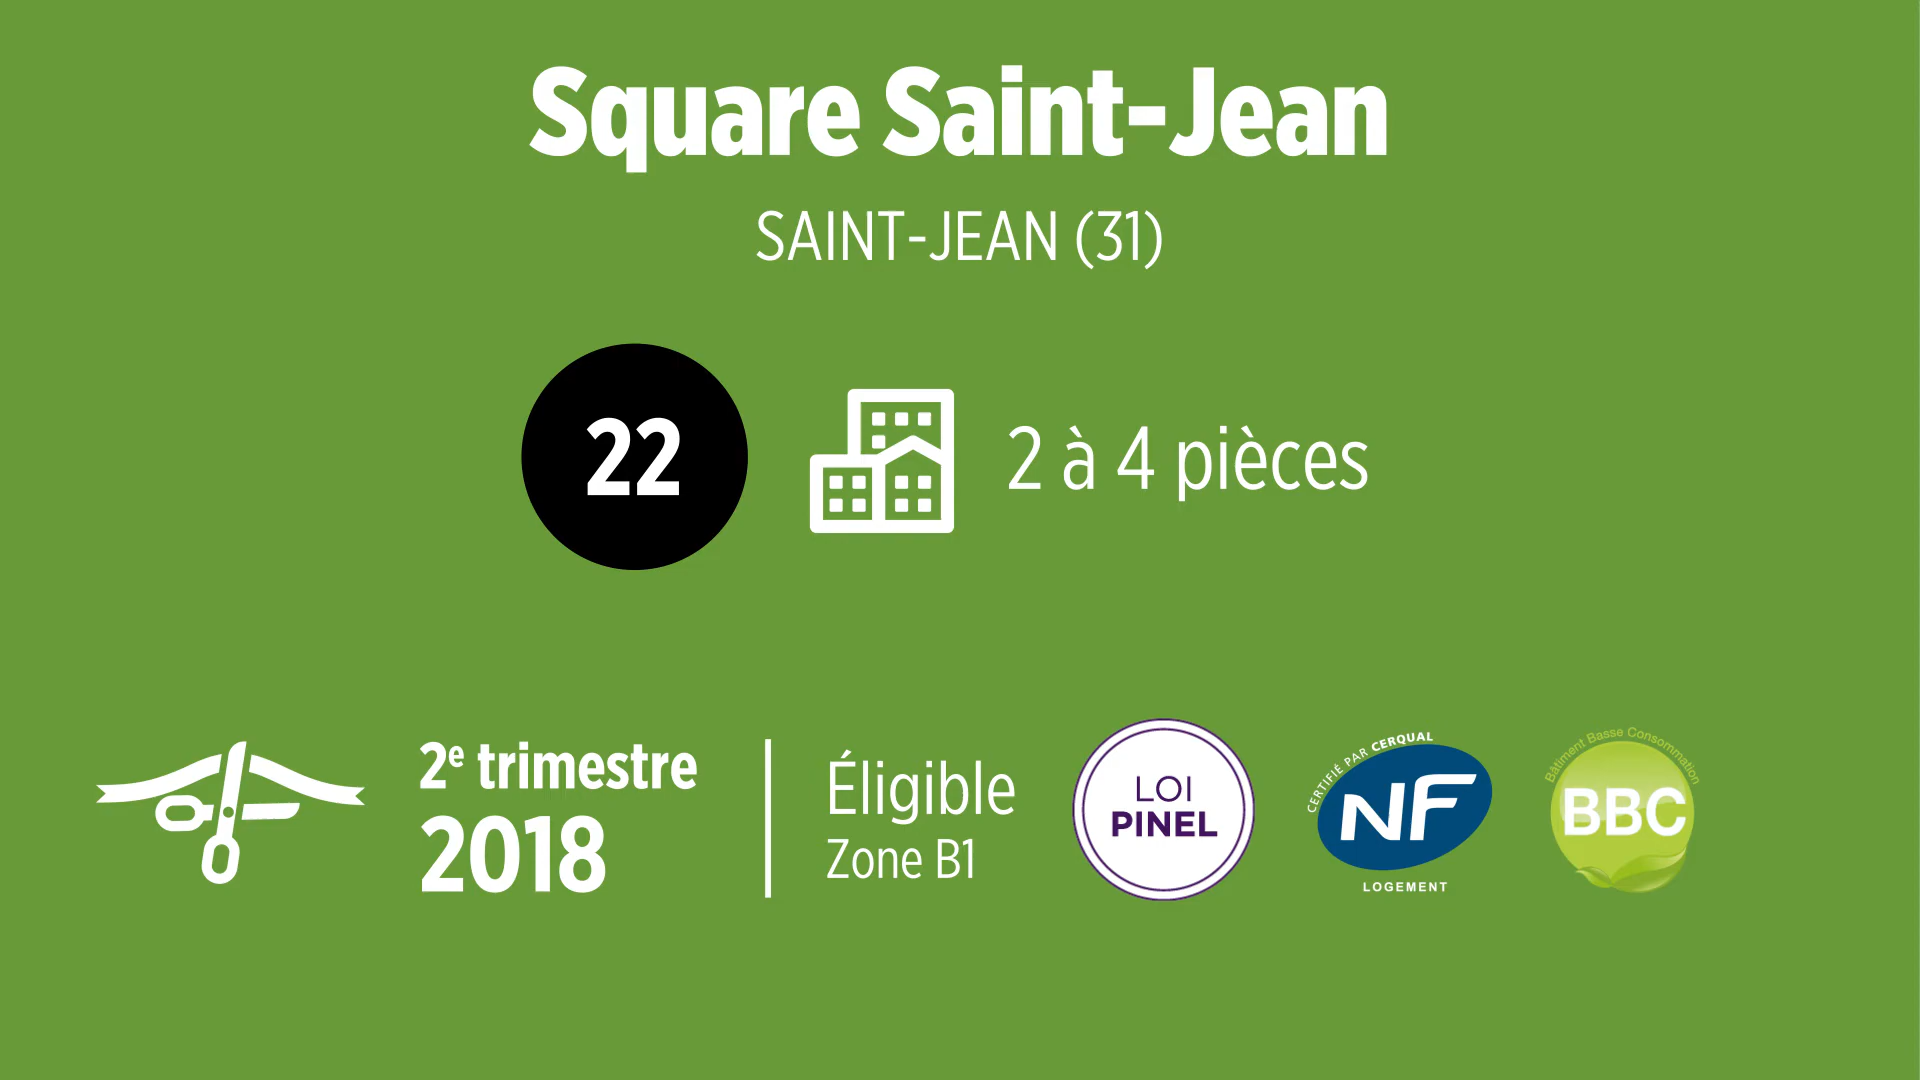 Square Saint-Jean
SAINT-JEAN (31)
22
2 à 4 pièces
2e trimestre
2018
Éligible
Zone B1
LOI
PINEL
CERTIFIÉ PAR CERQUAL
NF
LOGEMENT
Bâtiment Basse Consommation
BBC